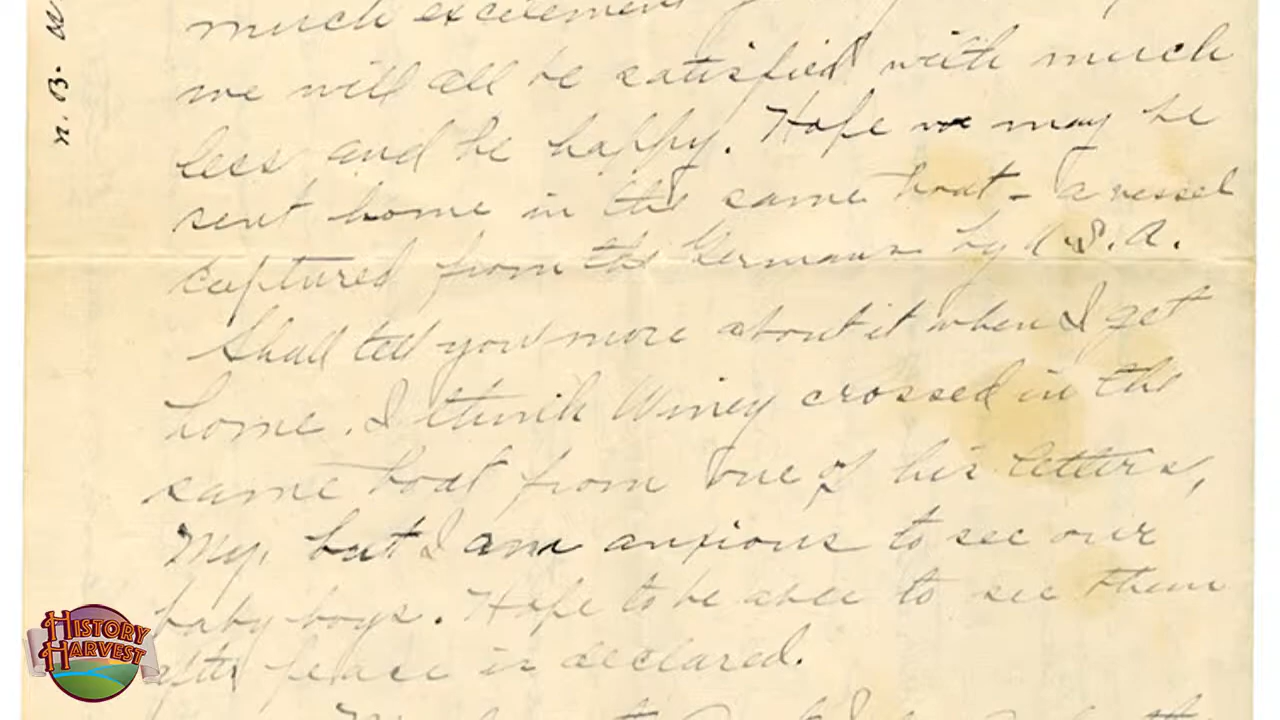 much excitement
we will all be satisfied with much
less and be happy. Hope we may be
sent home in the same boat - a vessel
captured from the Germans by U.S.A.
Shall tell you more about it when I get
home. I think Winey crossed in the
same boat from one of his letters,
My, but I am anxious to see our
baby boys. Hope to be able to see them
after peace is declared.
n. B.
HISTORY
HARVEST